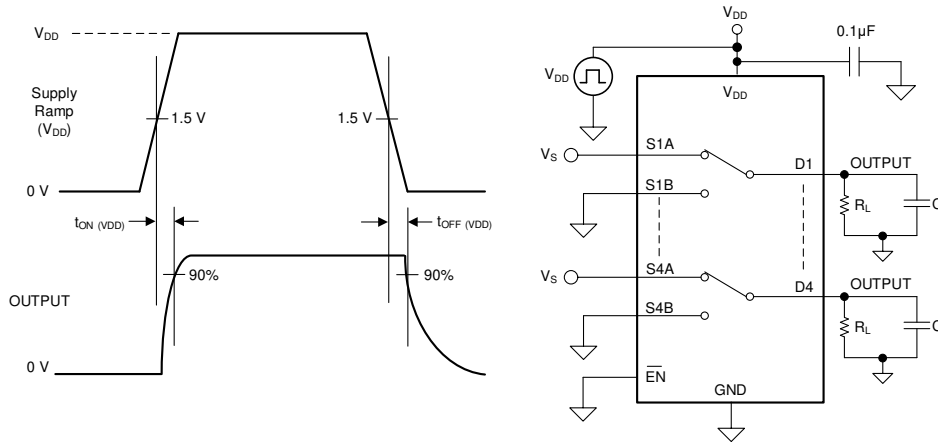 V_DD
Supply
Ramp
(V_DD)
1.5 V
1.5 V
0 V
t_ON (VDD)
t_OFF (VDD)
90%
90%
OUTPUT
0 V
V_DD
0.1µF
V_DD
V_DD
V_S
S1A
D1
OUTPUT
S1B
R_L
C
V_S
S4A
D4
OUTPUT
S4B
R_L
C
EN
GND